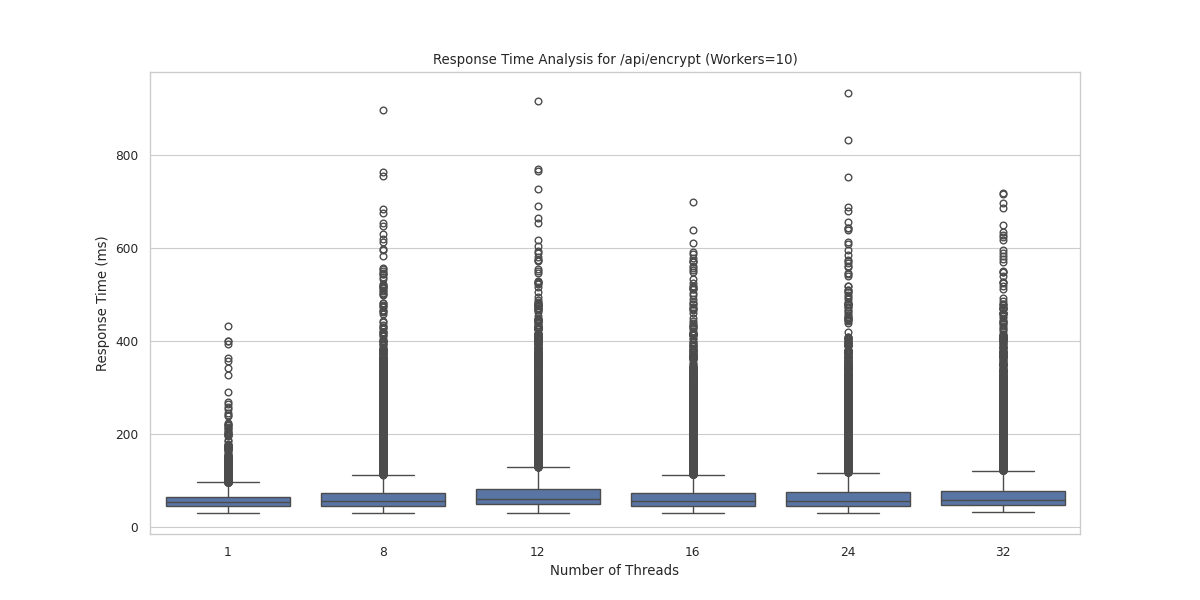 Response Time Analysis for /api/encrypt (Workers=10)
Response Time (ms)
800
600
400
200
0
1 8 12 16 24 32
Number of Threads